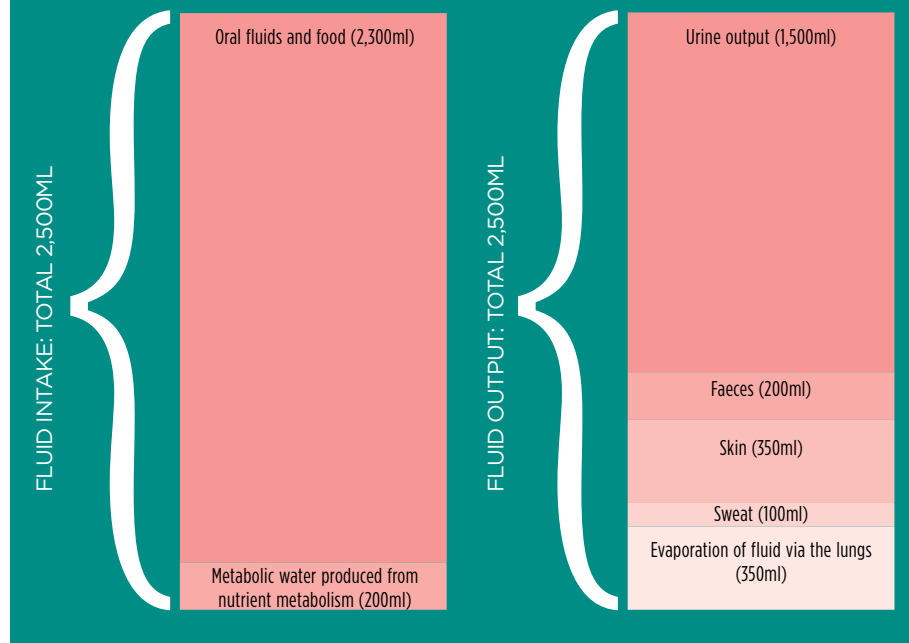 FLUID INTAKE: TOTAL 2,500ML
Oral fluids and food (2,300ml)
Metabolic water produced from
nutrient metabolism (200ml)
FLUID OUTPUT: TOTAL 2,500ML
Urine output (1,500ml)
Faeces (200ml)
Skin (350ml)
Sweat (100ml)
Evaporation of fluid via the lungs
(350ml)